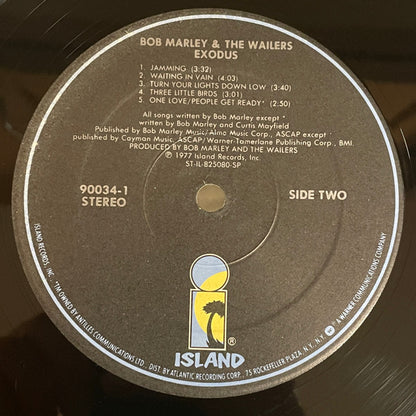 BOB MARLEY & THE WAILERS
EXODUS
1. JAMMING (3:32)
2. WAITING IN VAIN (4:03)
3. TURN YOUR LIGHTS DOWN LOW (3:40)
4. THREE LITTLE BIRDS (3:01)
5. ONE LOVE/PEOPLE GET READY* (2:50)
All songs written by Bob Marley except *
written by Bob Marley and Curtis Mayfield
Published by Bob Marley Music/Almo Music Corp., ASCAP except *
published by Cayman Music, ASCAP/Warner-Tamerlane Publishing Corp., BMI.
PRODUCED BY BOB MARLEY AND THE WAILERS
℗ 1977 Island Records, Inc.
ST-IL-825080-SP
90034-1
STEREO
SIDE TWO
ISLAND
®
ISLAND RECORDS, INC. · T/M OWNED BY ANTILLES COMMUNICATIONS LTD. · DIST. BY ATLANTIC RECORDING CORP., 75 ROCKEFELLER PLAZA, N.Y., N.Y. · A WARNER COMMUNICATIONS COMPANY